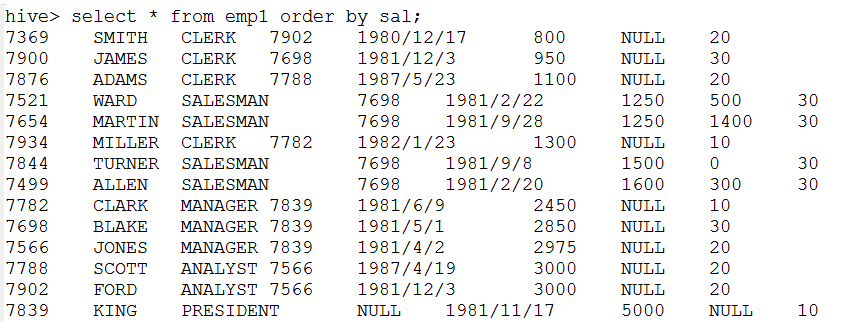 hive> select * from emp1 order by sal;
7369 SMITH CLERK 7902 1980/12/17 800 NULL 20
7900 JAMES CLERK 7698 1981/12/3 950 NULL 30
7876 ADAMS CLERK 7788 1987/5/23 1100 NULL 20
7521 WARD SALESMAN 7698 1981/2/22 1250 500 30
7654 MARTIN SALESMAN 7698 1981/9/28 1250 1400 30
7934 MILLER CLERK 7782 1982/1/23 1300 NULL 10
7844 TURNER SALESMAN 7698 1981/9/8 1500 0 30
7499 ALLEN SALESMAN 7698 1981/2/20 1600 300 30
7782 CLARK MANAGER 7839 1981/6/9 2450 NULL 10
7698 BLAKE MANAGER 7839 1981/5/1 2850 NULL 30
7566 JONES MANAGER 7839 1981/4/2 2975 NULL 20
7788 SCOTT ANALYST 7566 1987/4/19 3000 NULL 20
7902 FORD ANALYST 7566 1981/12/3 3000 NULL 20
7839 KING PRESIDENT NULL 1981/11/17 5000 NULL 10